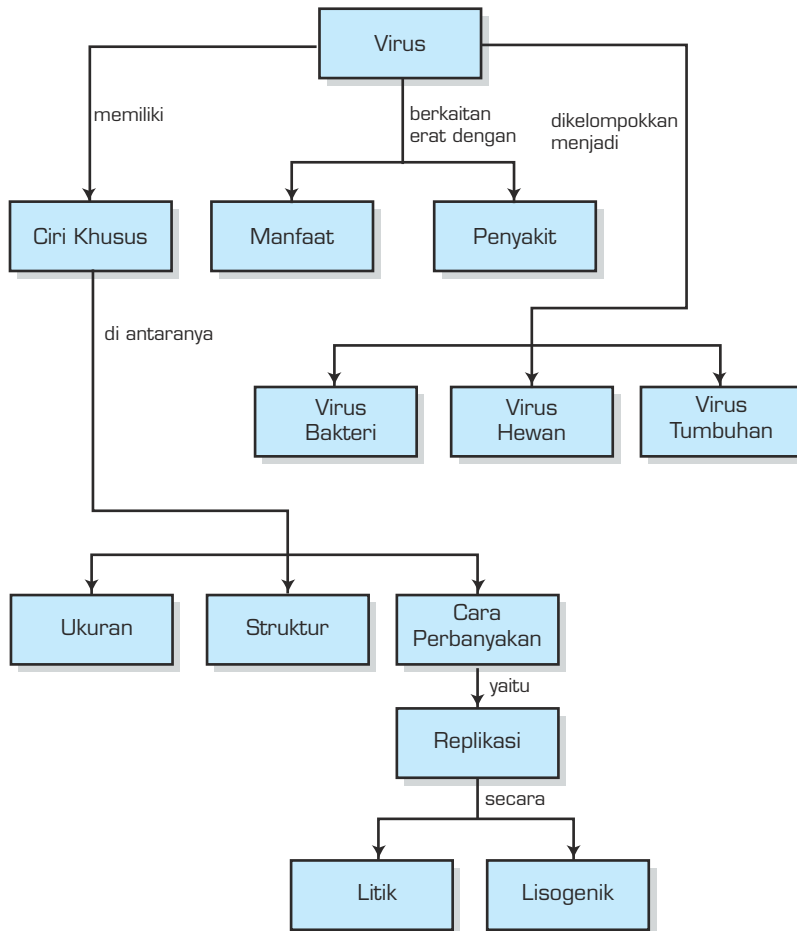 Virus
memiliki
berkaitan
erat dengan
dikelompokkan
menjadi
Ciri Khusus
Manfaat
Penyakit
di antaranya
Virus
Bakteri
Virus
Hewan
Virus
Tumbuhan
Ukuran
Struktur
Cara
Perbanyakan
yaitu
Replikasi
secara
Litik
Lisogenik